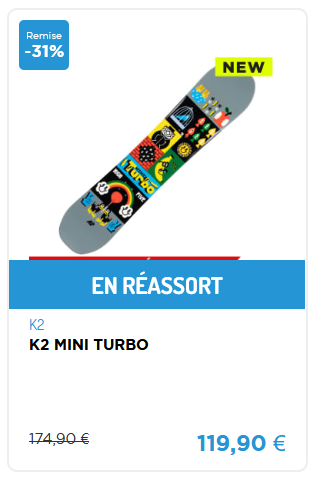 Remise
-31%
NEW
Turbo
EN RÉASSORT
K2
K2 MINI TURBO
174,90 €
119,90 €